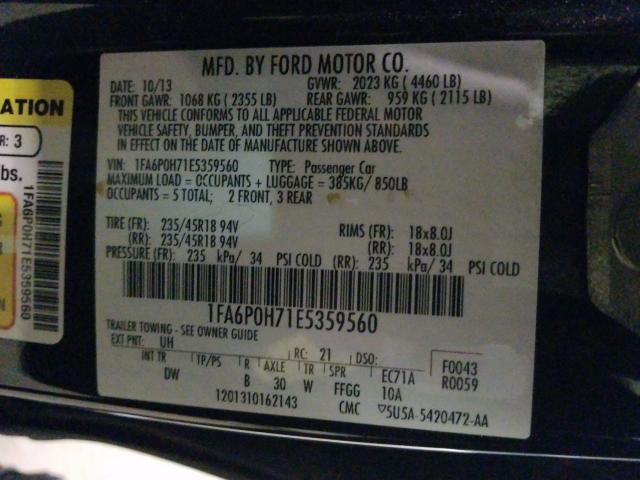 MFD. BY FORD MOTOR CO.
DATE: 10/13 GVWR: 2023 KG ( 4460 LB)
FRONT GAWR: 1068 KG ( 2355 LB) REAR GAWR: 959 KG ( 2115 LB)
THIS VEHICLE CONFORMS TO ALL APPLICABLE FEDERAL MOTOR
VEHICLE SAFETY, BUMPER, AND THEFT PREVENTION STANDARDS
IN EFFECT ON THE DATE OF MANUFACTURE SHOWN ABOVE.
VIN: 1FA6P0H71E5359560 TYPE: Passenger Car
MAXIMUM LOAD = OCCUPANTS + LUGGAGE = 385KG/ 850LB
OCCUPANTS = 5 TOTAL; 2 FRONT, 3 REAR
TIRE (FR): 235/45R18 94V RIMS (FR): 18x8.0J
(RR): 235/45R18 94V (RR): 18x8.0J
PRESSURE (FR): 235 kPa/ 34 PSI COLD (RR): 235 kPa/ 34 PSI COLD
1FA6P0H71E5359560
TRAILER TOWING - SEE OWNER GUIDE
EXT PNT: UH RC: 21 DSO: F0043
INT TR TP/PS R AXLE TR SPR EC71A R0059
DW B 30 W FFGG 10A
1201310162143 CMC ▽5U5A-5420472-AA
ATION
R: 3
bs.
1FA6P0H71E5359560
N